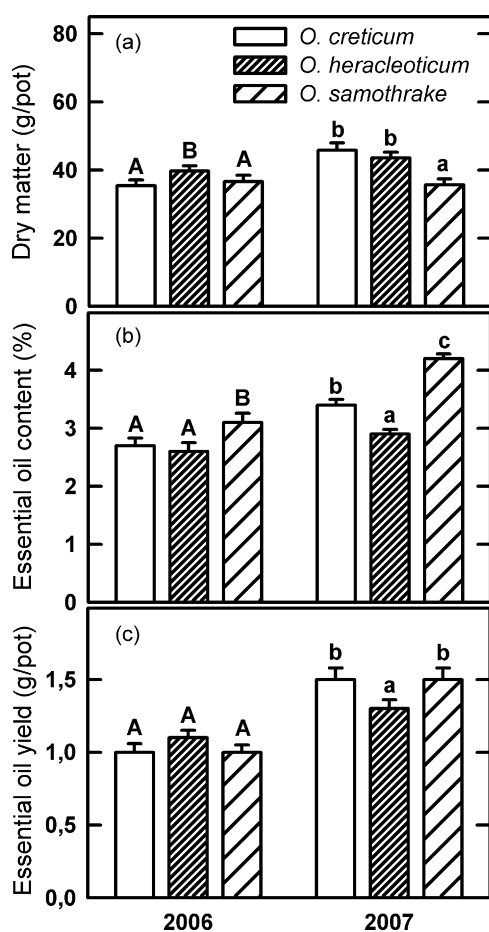 (a)
O. creticum
O. heracleoticum
O. samothrake
Dry matter (g/pot)
80
60
40
20
0
A B A b b a
(b)
Essential oil content (%)
4
3
2
1
0
A A B b a c
(c)
Essential oil yield (g/pot)
1,5
1,0
0,5
0,0
A A A b a b
2006 2007